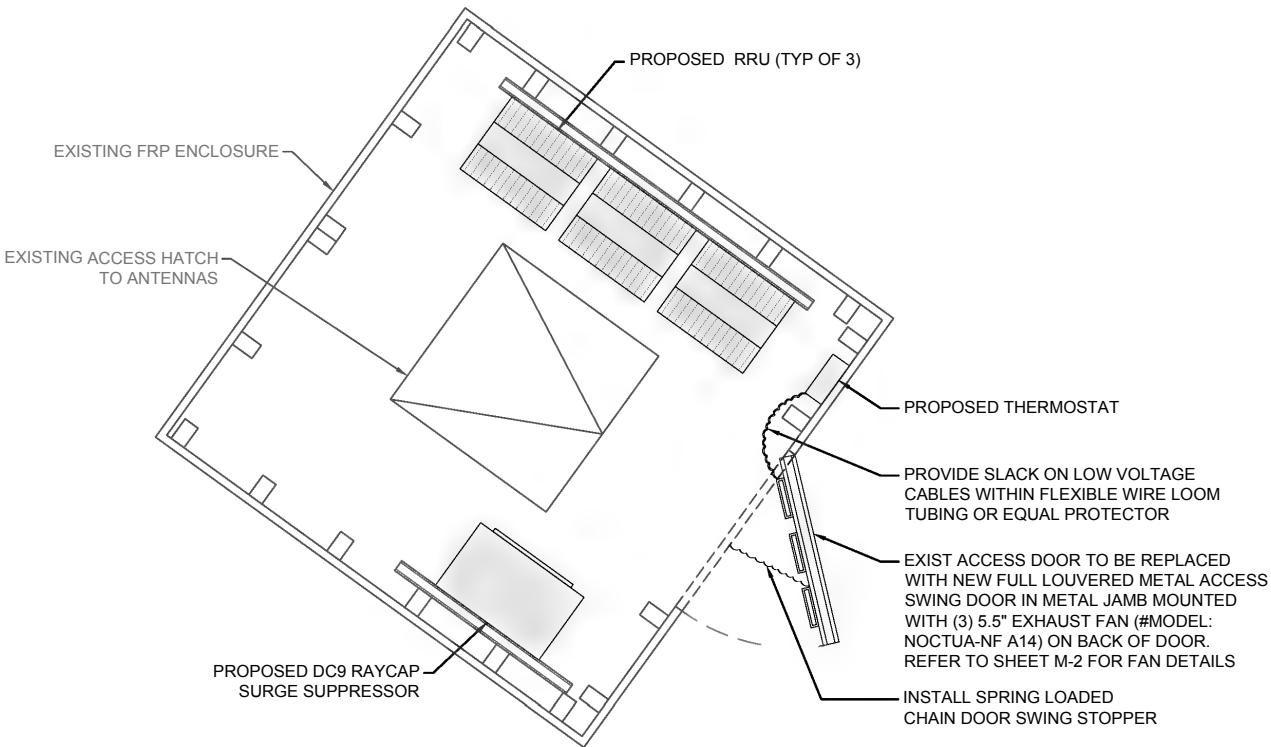 PROPOSED RRU (TYP OF 3)
EXISTING FRP ENCLOSURE
EXISTING ACCESS HATCH
TO ANTENNAS
PROPOSED THERMOSTAT
PROVIDE SLACK ON LOW VOLTAGE
CABLES WITHIN FLEXIBLE WIRE LOOM
TUBING OR EQUAL PROTECTOR
EXIST ACCESS DOOR TO BE REPLACED
WITH NEW FULL LOUVERED METAL ACCESS
SWING DOOR IN METAL JAMB MOUNTED
WITH (3) 5.5" EXHAUST FAN (#MODEL:
NOCTUA-NF A14) ON BACK OF DOOR.
REFER TO SHEET M-2 FOR FAN DETAILS
PROPOSED DC9 RAYCAP
SURGE SUPPRESSOR
INSTALL SPRING LOADED
CHAIN DOOR SWING STOPPER